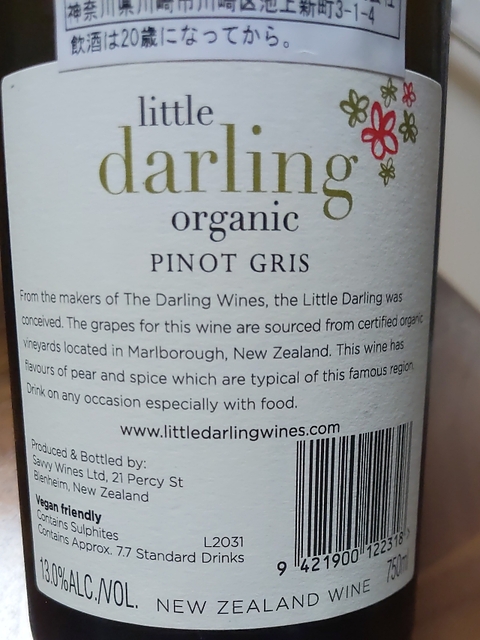 神奈川県川崎市川崎区池上新町3-1-4
飲酒は20歳になってから。
little
darling
organic
PINOT GRIS
From the makers of The Darling Wines, the Little Darling was
conceived. The grapes for this wine are sourced from certified organic
vineyards located in Marlborough, New Zealand. This wine has
flavours of pear and spice which are typical of this famous region.
Drink on any occasion especially with food.
www.littledarlingwines.com
Produced & Bottled by:
Savvy Wines Ltd, 21 Percy St
Blenheim, New Zealand
Vegan friendly
Contains Sulphites
Contains Approx. 7.7 Standard Drinks
L2031
9 421900 122318
13.0%ALC./VOL.
NEW ZEALAND WINE
750ml